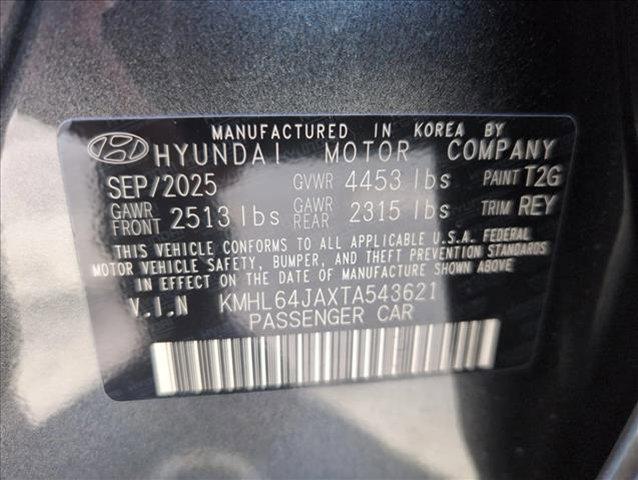 MANUFACTURED IN KOREA BY
HYUNDAI MOTOR COMPANY
SEP/2025 GVWR 4453 lbs PAINT T2G
GAWR FRONT 2513 lbs GAWR REAR 2315 lbs TRIM REY
THIS VEHICLE CONFORMS TO ALL APPLICABLE U.S.A. FEDERAL
MOTOR VEHICLE SAFETY, BUMPER, AND THEFT PREVENTION STANDARDS
IN EFFECT ON THE DATE OF MANUFACTURE SHOWN ABOVE
V.I.N KMHL64JAXTA543621
PASSENGER CAR